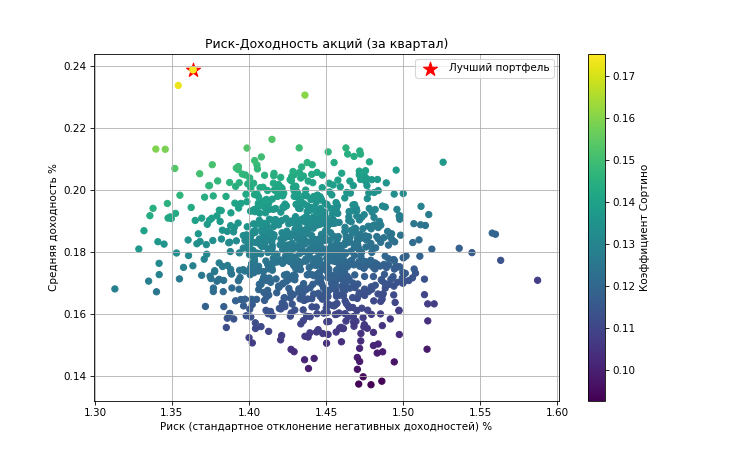 Риск-Доходность акций (за квартал)
Лучший портфель
Средняя доходность %
0.24
0.22
0.20
0.18
0.16
0.14
1.30 1.35 1.40 1.45 1.50 1.55 1.60
Риск (стандартное отклонение негативных доходностей) %
0.17
0.16
0.15
0.14
0.13
0.12
0.11
0.10
Коэффициент Сортино